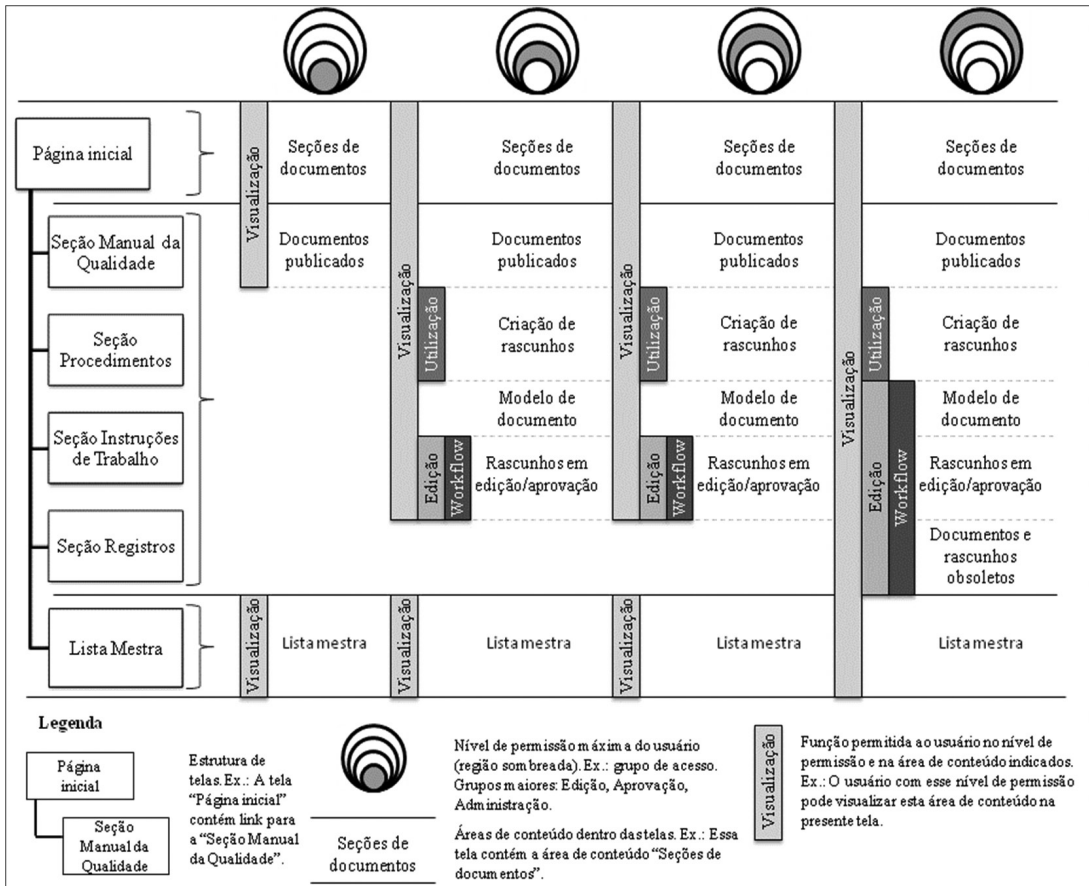 Página inicial
Seção Manual da
Qualidade
Seção
Procedimentos
Seção Instruções
de Trabalho
Seção Registros
Lista Mestra
Visualização
Seções de
documentos
Documentos
publicados
Visualização
Lista mestra
Visualização
Utilização
Edição
Workflow
Seções de
documentos
Documentos
publicados
Criação de
rascunhos
Modelo de
documento
Rascunhos em
edição/aprovação
Visualização
Lista mestra
Visualização
Utilização
Edição
Workflow
Seções de
documentos
Documentos
publicados
Criação de
rascunhos
Modelo de
documento
Rascunhos em
edição/aprovação
Visualização
Lista mestra
Visualização
Utilização
Edição
Workflow
Seções de
documentos
Documentos
publicados
Criação de
rascunhos
Modelo de
documento
Rascunhos em
edição/aprovação
Documentos e
rascunhos
obsoletos
Lista mestra
Legenda
Página
inicial
Seção
Manual da
Qualidade
Estrutura de
telas. Ex.: A tela
“Página inicial”
contém link para
a “Seção Manual
da Qualidade”.
Nível de permissão máxima do usuário
(região sombreada). Ex.: grupo de acesso.
Grupos maiores: Edição, Aprovação,
Administração.
Seções de
documentos
Áreas de conteúdo dentro das telas. Ex.: Essa
tela contém a área de conteúdo “Seções de
documentos”.
Visualização
Função permitida ao usuário no nível de
permissão e na área de conteúdo indicados.
Ex.: O usuário com esse nível de permissão
pode visualizar esta área de conteúdo na
presente tela.